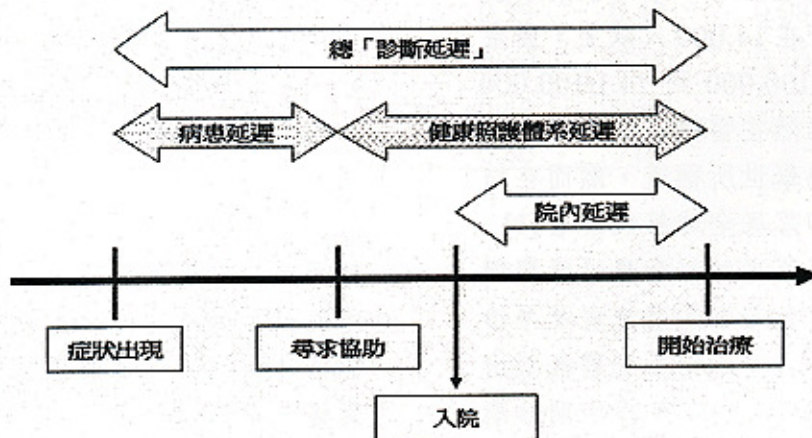 總「診斷延遲」
病患延遲
健康照護體系延遲
院內延遲
症狀出現
尋求協助
開始治療
入院